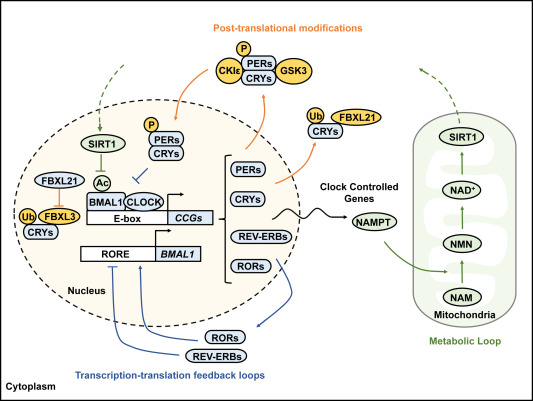 Post-translational modifications
P
CKIε
PERs
CRYs
GSK3
P
PERs
CRYs
Ub
FBXL21
CRYs
SIRT1
SIRT1
Ac
FBXL21
BMAL1
CLOCK
E-box
CCGs
Ub
FBXL3
CRYs
PERs
CRYs
REV-ERBs
RORs
Clock Controlled
Genes
NAMPT
NAD+
NMN
NAM
Mitochondria
RORE
BMAL1
Nucleus
Metabolic Loop
RORs
REV-ERBs
Transcription-translation feedback loops
Cytoplasm